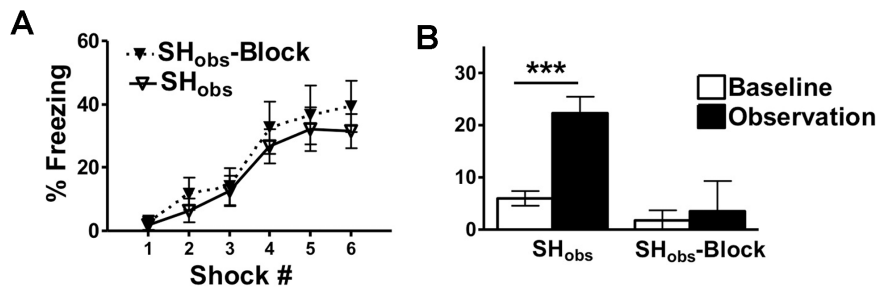 A
60
40
20
0
% Freezing
SHobs-Block
SHobs
1 2 3 4 5 6
Shock #
B
30
20
10
0
***
Baseline
Observation
SHobs SHobs-Block